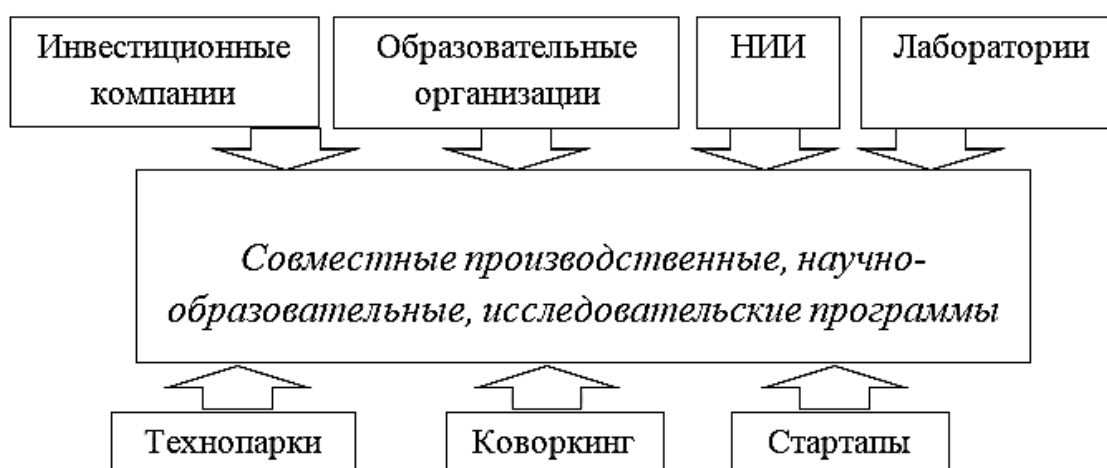 Инвестиционные
компании
Образовательные
организации
НИИ
Лаборатории
Совместные производственные, научно-
образовательные, исследовательские программы
Технопарки
Коворкинг
Стартапы